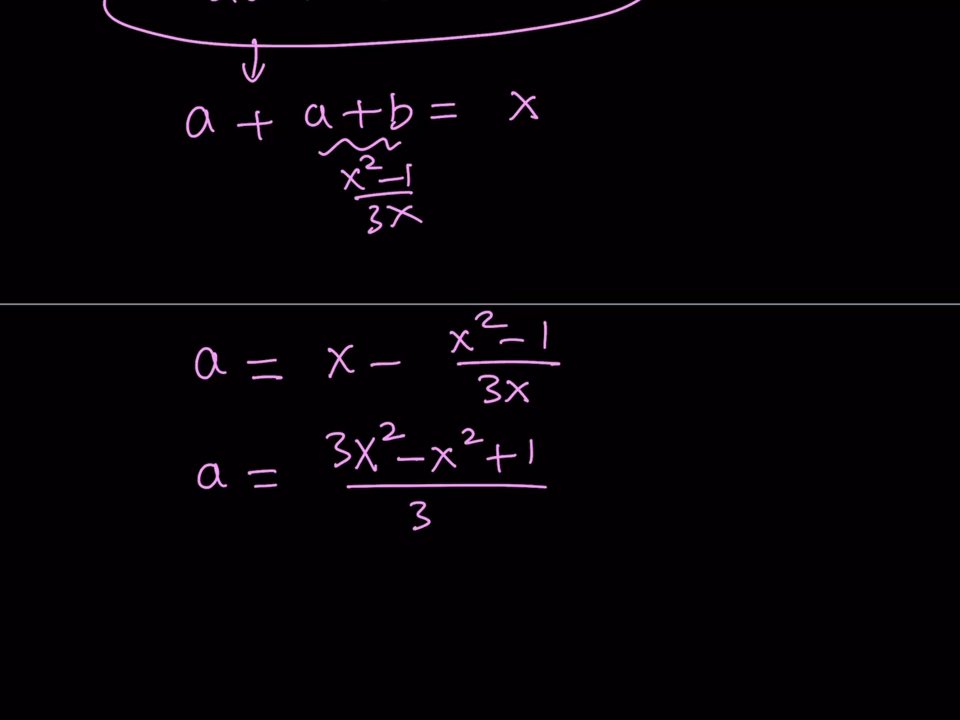 a + a+b = x
x²-1
3x
a = x - x²-1
3x
a = 3x²-x²+1
3